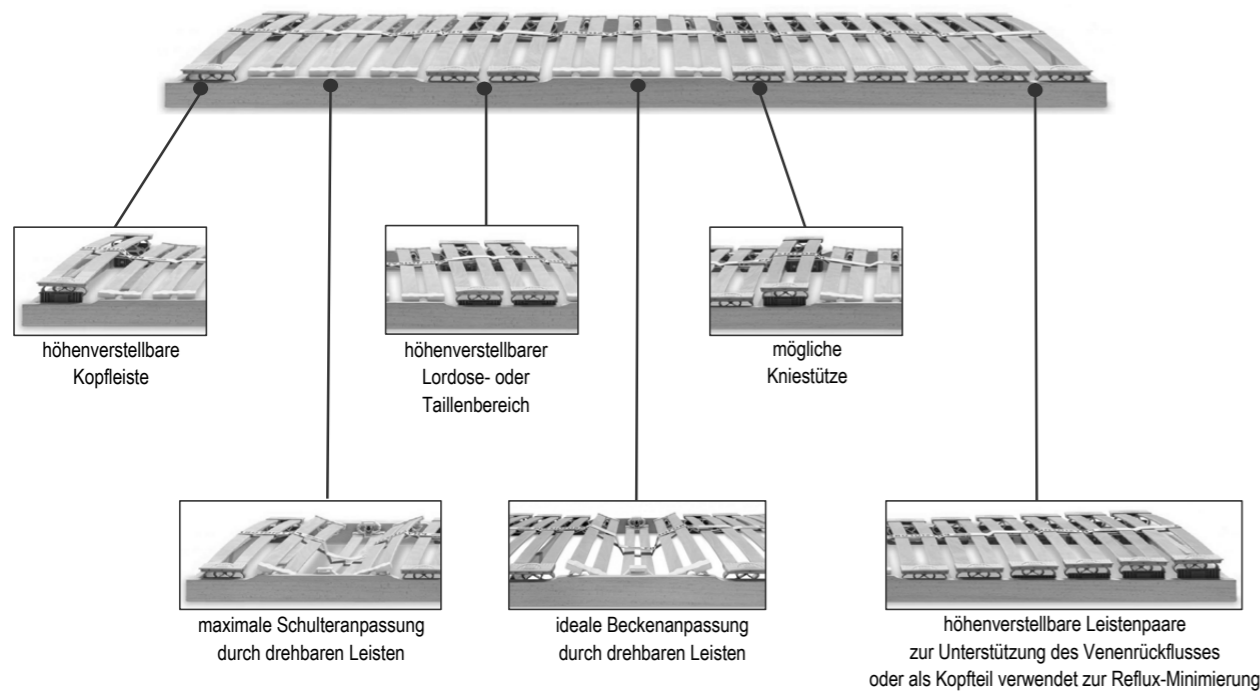 höhenverstellbare
Kopfleiste
höhenverstellbarer
Lordose- oder
Taillenbereich
mögliche
Kniestütze
maximale Schulteranpassung
durch drehbaren Leisten
ideale Beckenanpassung
durch drehbaren Leisten
höhenverstellbare Leistenpaare
zur Unterstützung des Venenrückflusses
oder als Kopfteil verwendet zur Reflux-Minimierung